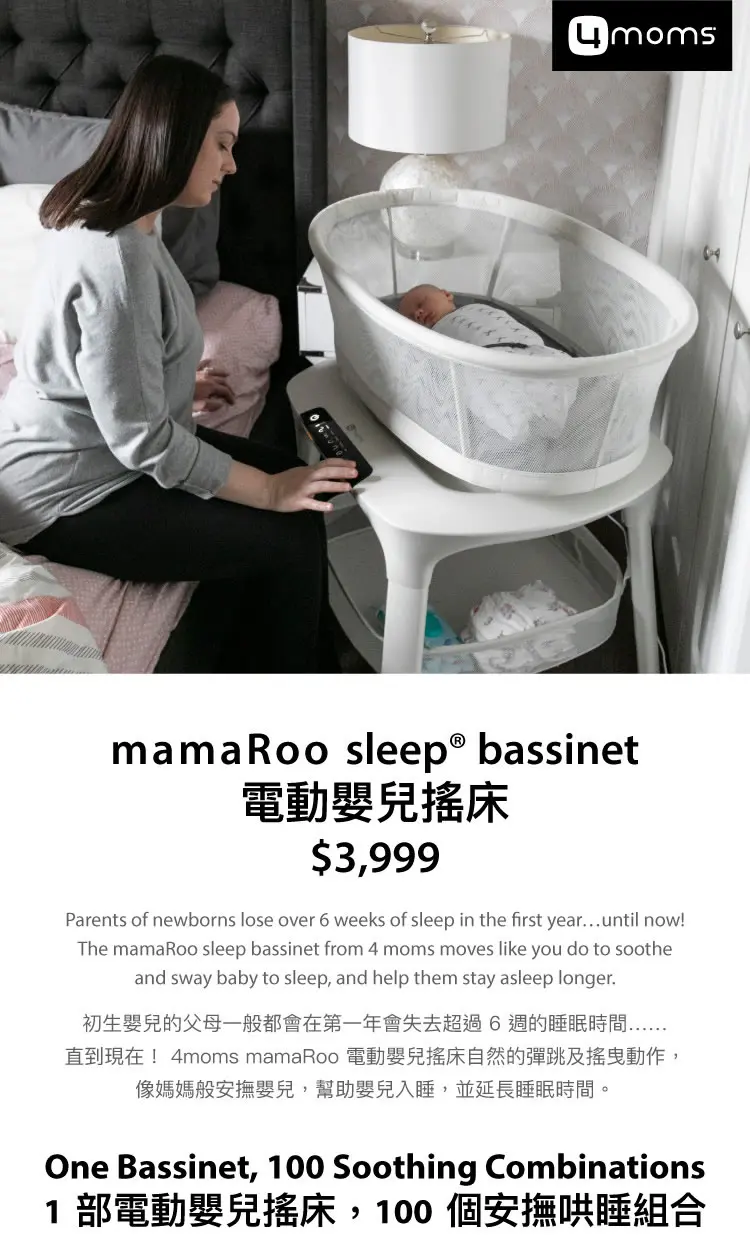 4moms
mamaRoo sleep® bassinet
電動嬰兒搖床
$3,999
Parents of newborns lose over 6 weeks of sleep in the first year...until now!
The mamaRoo sleep bassinet from 4 moms moves like you do to soothe
and sway baby to sleep, and help them stay asleep longer.
初生嬰兒的父母一般都會在第一年會失去超過 6 週的睡眠時間……
直到現在！ 4moms mamaRoo 電動嬰兒搖床自然的彈跳及搖曳動作，
像媽媽般安撫嬰兒，幫助嬰兒入睡，並延長睡眠時間。
One Bassinet, 100 Soothing Combinations
1 部電動嬰兒搖床，100 個安撫哄睡組合